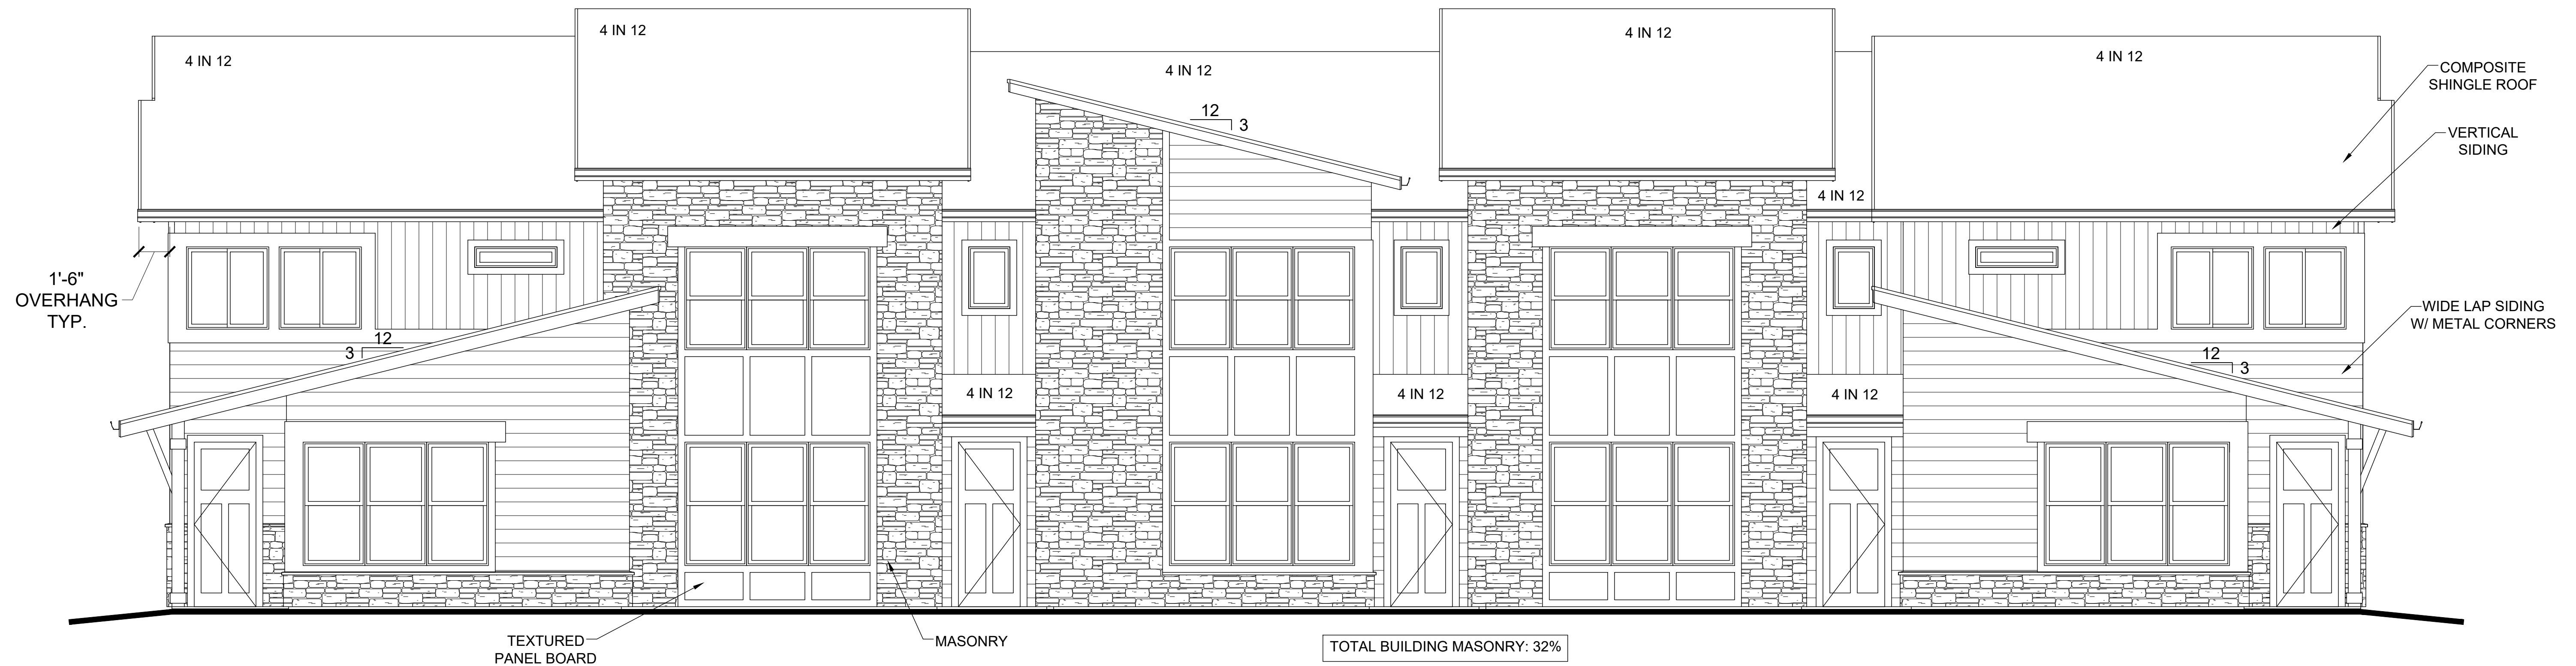 4 IN 12
4 IN 12
4 IN 12
4 IN 12
4 IN 12
COMPOSITE
SHINGLE ROOF
12
3
VERTICAL
SIDING
4 IN 12
1'-6"
OVERHANG
TYP.
WIDE LAP SIDING
W/ METAL CORNERS
12
3
12
3
4 IN 12
4 IN 12
4 IN 12
TEXTURED
PANEL BOARD
MASONRY
TOTAL BUILDING MASONRY: 32%